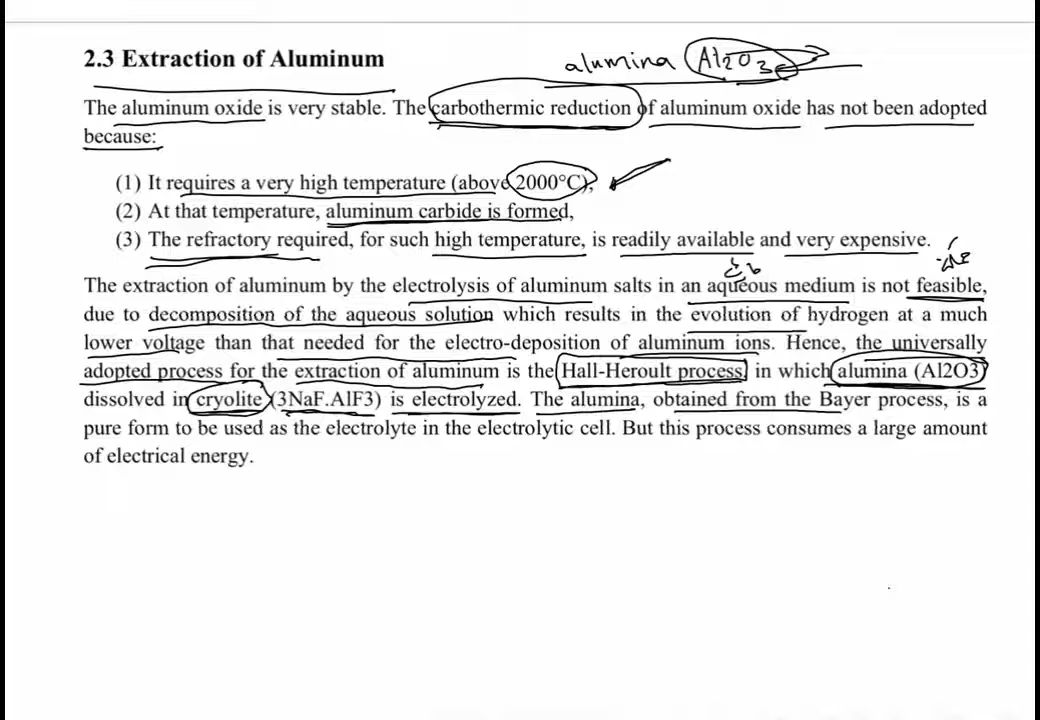 2.3 Extraction of Aluminum
alumina Al2O3
The aluminum oxide is very stable. The carbothermic reduction of aluminum oxide has not been adopted
because:
(1) It requires a very high temperature (above 2000°C),
(2) At that temperature, aluminum carbide is formed,
(3) The refractory required, for such high temperature, is readily available and very expensive.
The extraction of aluminum by the electrolysis of aluminum salts in an aqueous medium is not feasible,
due to decomposition of the aqueous solution which results in the evolution of hydrogen at a much
lower voltage than that needed for the electro-deposition of aluminum ions. Hence, the universally
adopted process for the extraction of aluminum is the Hall-Heroult process, in which alumina (Al2O3)
dissolved in cryolite (3NaF.AlF3) is electrolyzed. The alumina, obtained from the Bayer process, is a
pure form to be used as the electrolyte in the electrolytic cell. But this process consumes a large amount
of electrical energy.